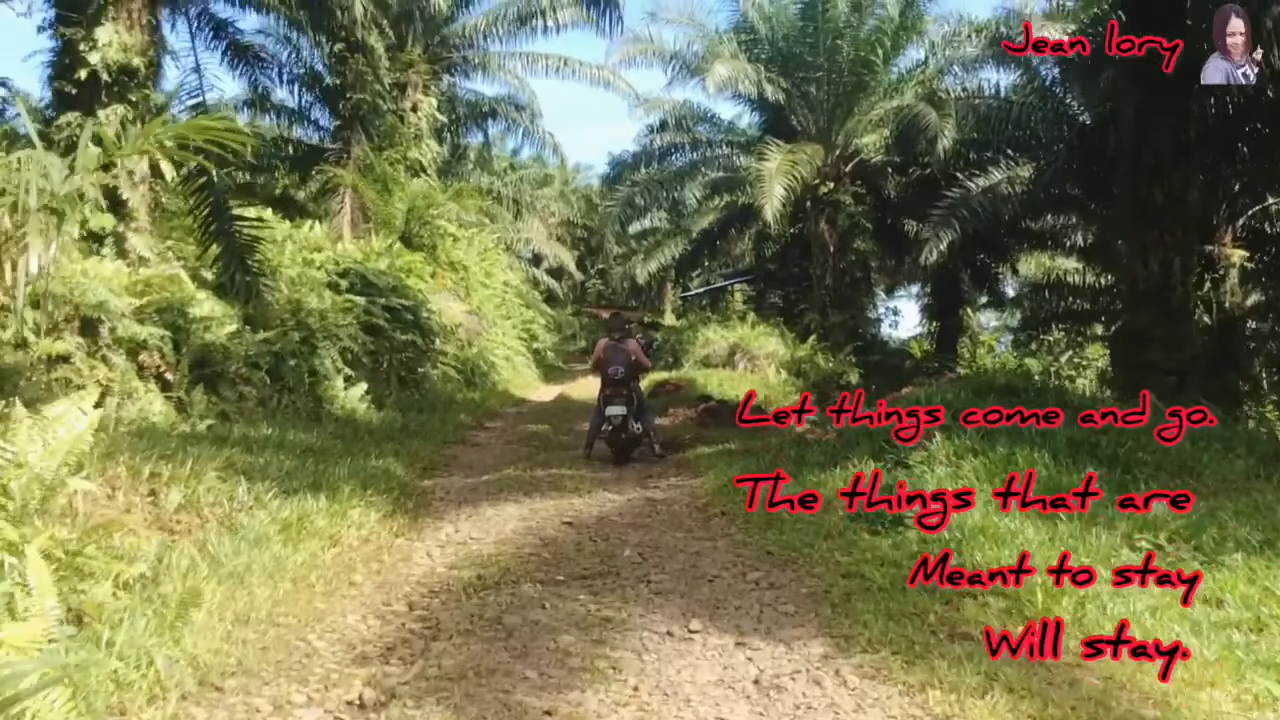 Jean lory
Let things come and go.
The things that are
Meant to stay
Will stay.